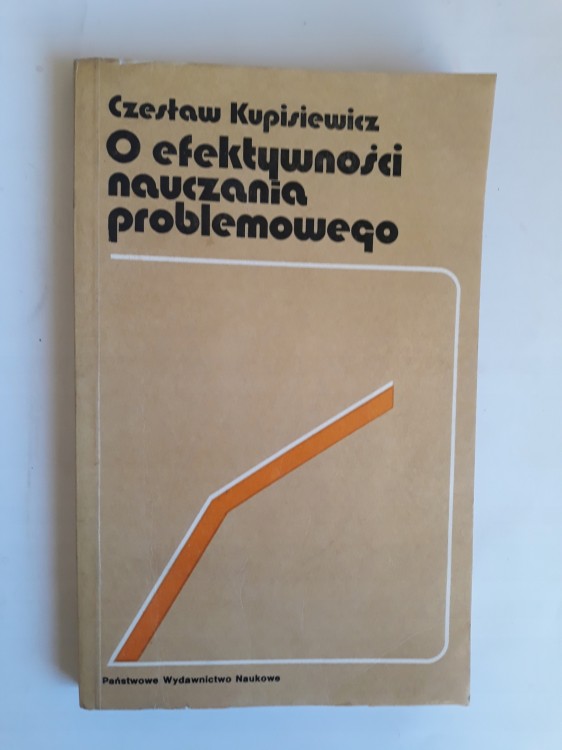 Czesław Kupisiewicz
O efektywności
nauczania
problemowego
Państwowe Wydawnictwo Naukowe